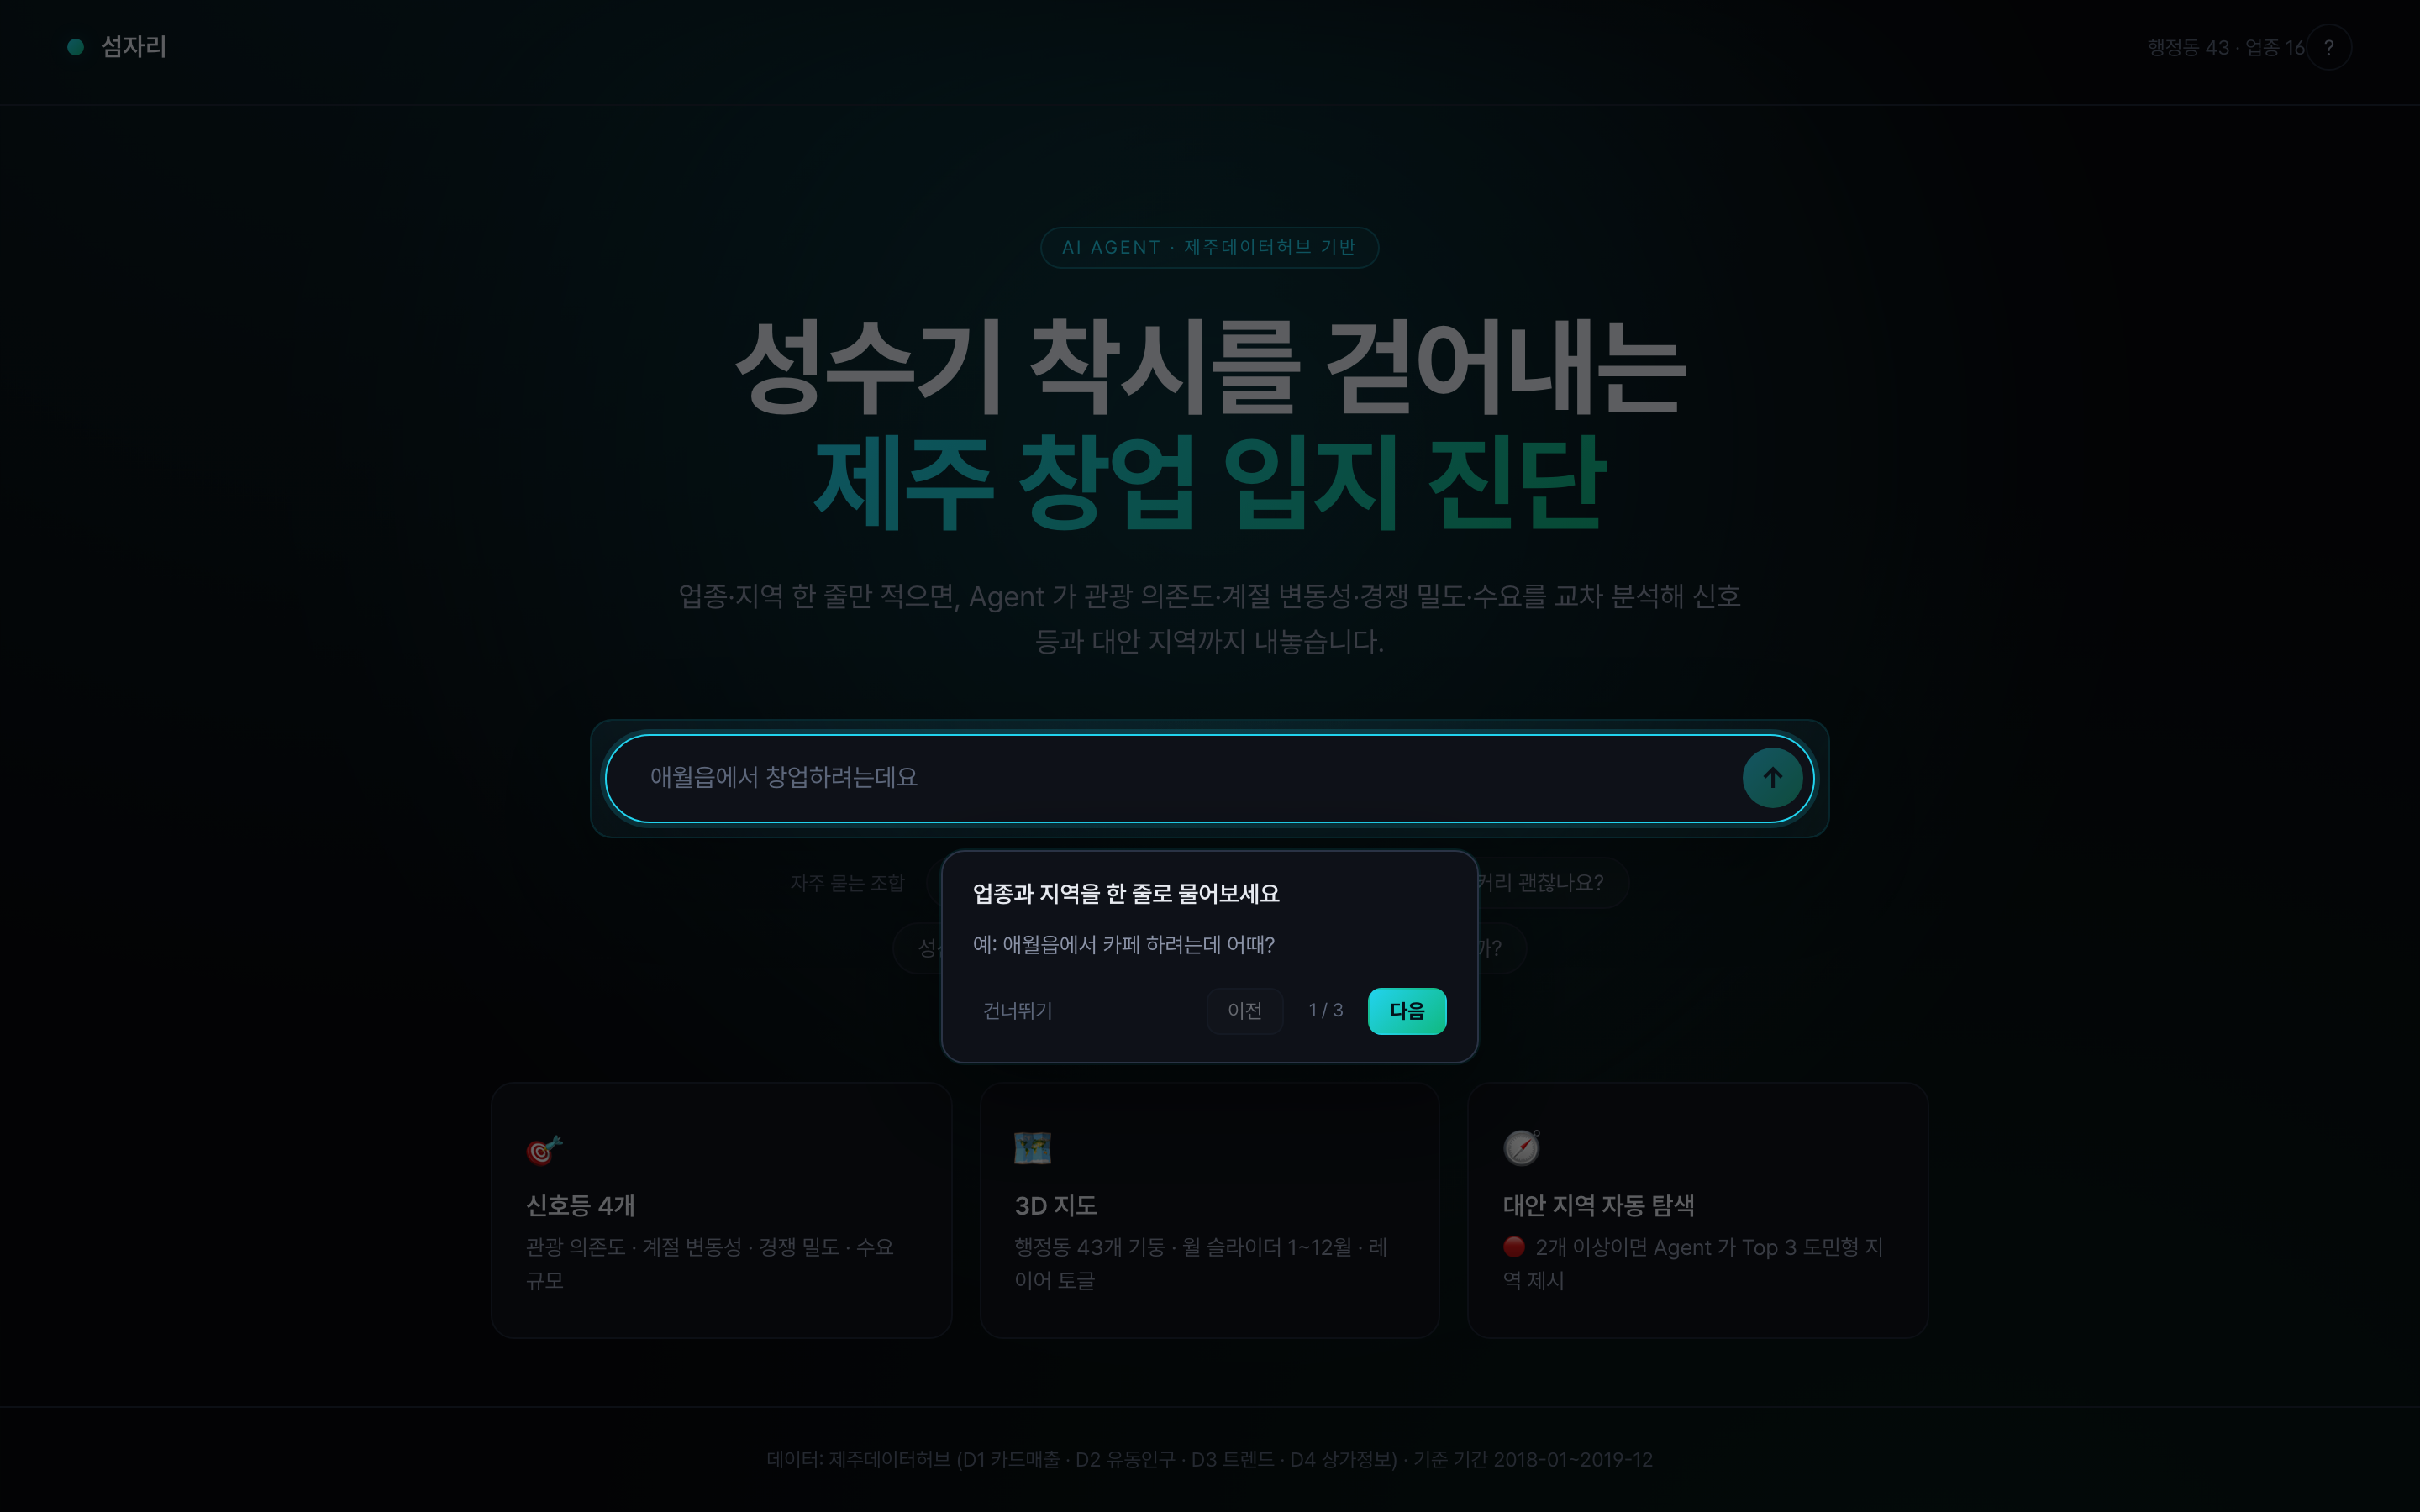 섬자리
행정동 43 · 업종 16
?
AI AGENT · 제주데이터허브 기반
성수기 착시를 걷어내는
제주 창업 입지 진단
업종·지역 한 줄만 적으면, Agent 가 관광 의존도·계절 변동성·경쟁 밀도·수요를 교차 분석해 신호
등과 대안 지역까지 내놓습니다.
애월읍에서 창업하려는데요
자주 묻는 조합
괜찮나요?
업종과 지역을 한 줄로 물어보세요
예: 애월읍에서 카페 하려는데 어때?
건너뛰기
이전
1 / 3
다음
신호등 4개
관광 의존도 · 계절 변동성 · 경쟁 밀도 · 수요
규모
3D 지도
행정동 43개 기둥 · 월 슬라이더 1~12월 · 레
이어 토글
대안 지역 자동 탐색
🔴 2개 이상이면 Agent 가 Top 3 도민형 지
역 제시
데이터: 제주데이터허브 (D1 카드매출 · D2 유동인구 · D3 트렌드 · D4 상가정보) · 기준 기간 2018-01~2019-12